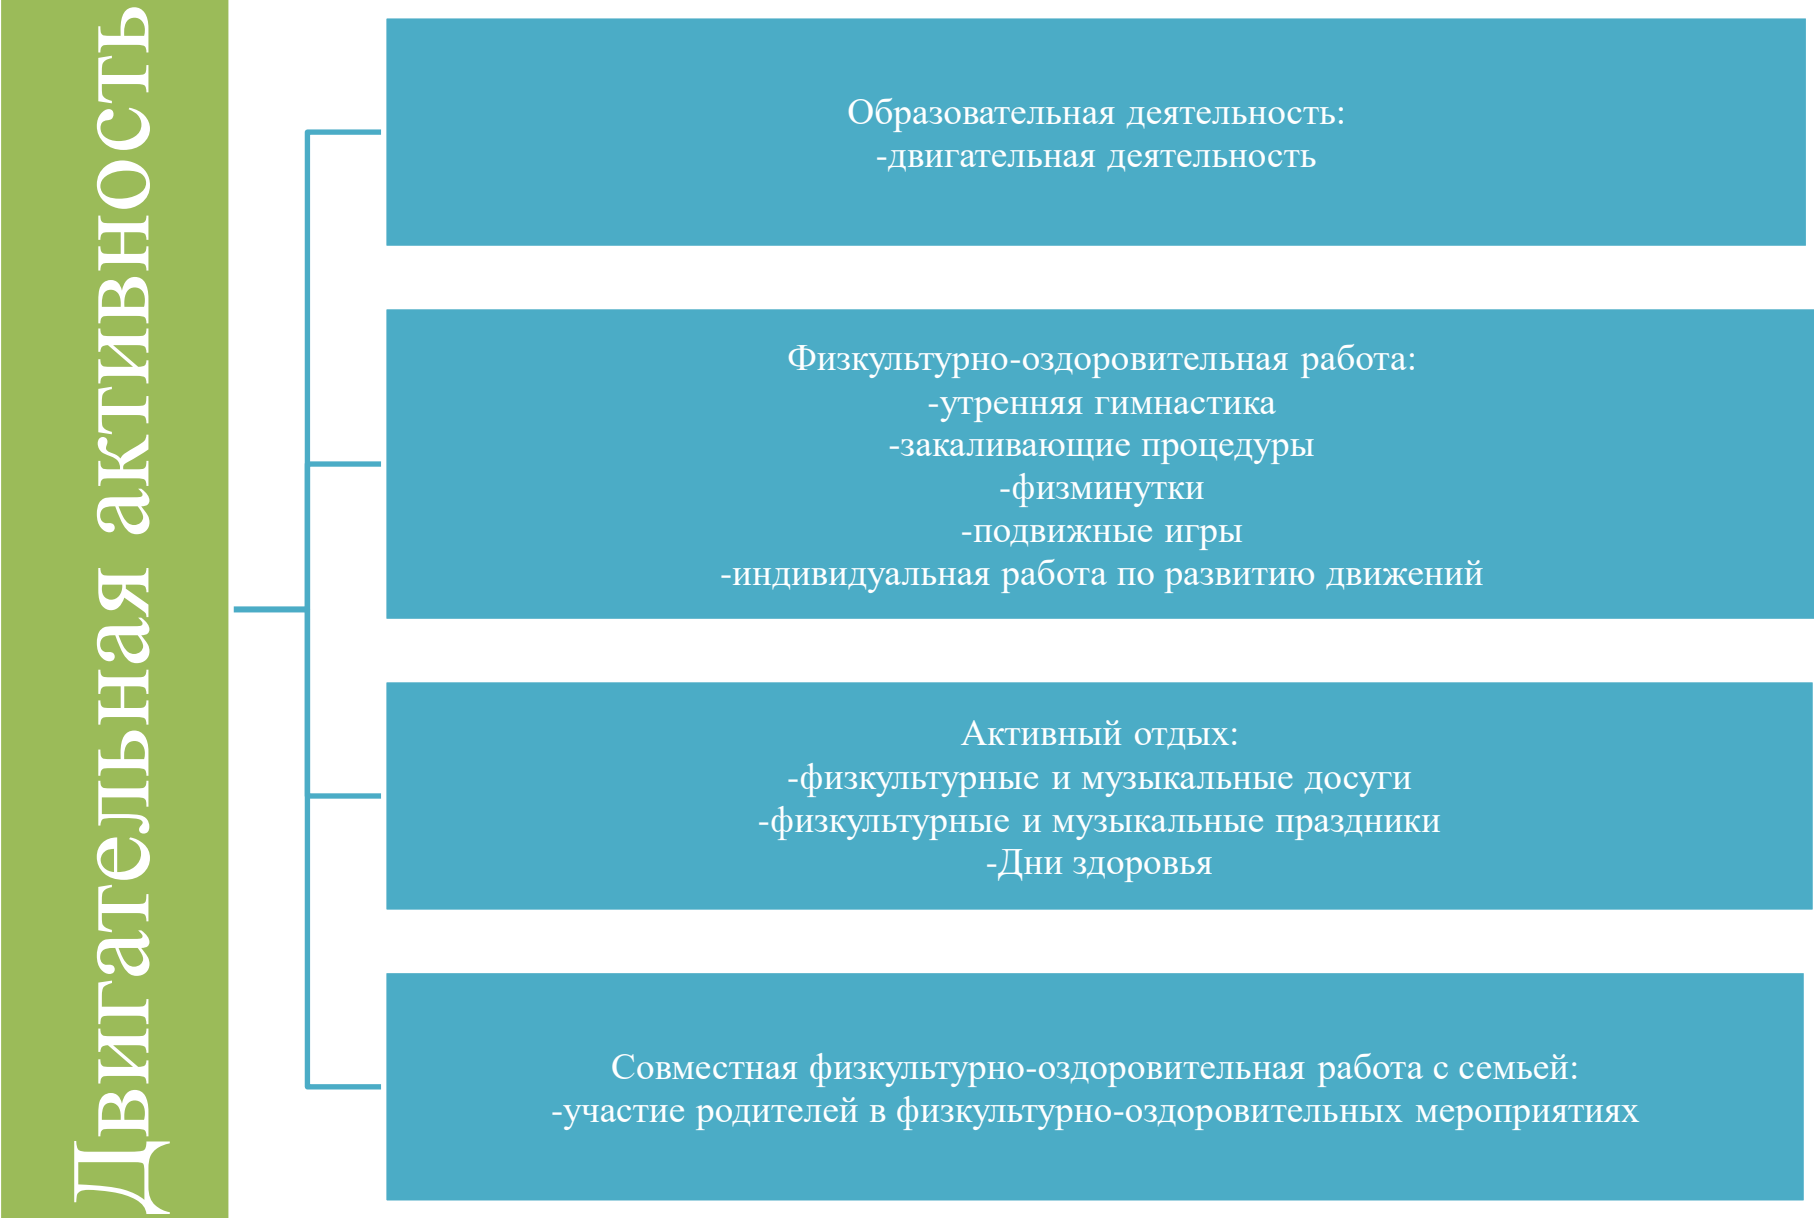 Двигательная активность
Образовательная деятельность:
-двигательная деятельность
Физкультурно-оздоровительная работа:
-утренняя гимнастика
-закаливающие процедуры
-физминутки
-подвижные игры
-индивидуальная работа по развитию движений
Активный отдых:
-физкультурные и музыкальные досуги
-физкультурные и музыкальные праздники
-Дни здоровья
Совместная физкультурно-оздоровительная работа с семьей:
-участие родителей в физкультурно-оздоровительных мероприятиях